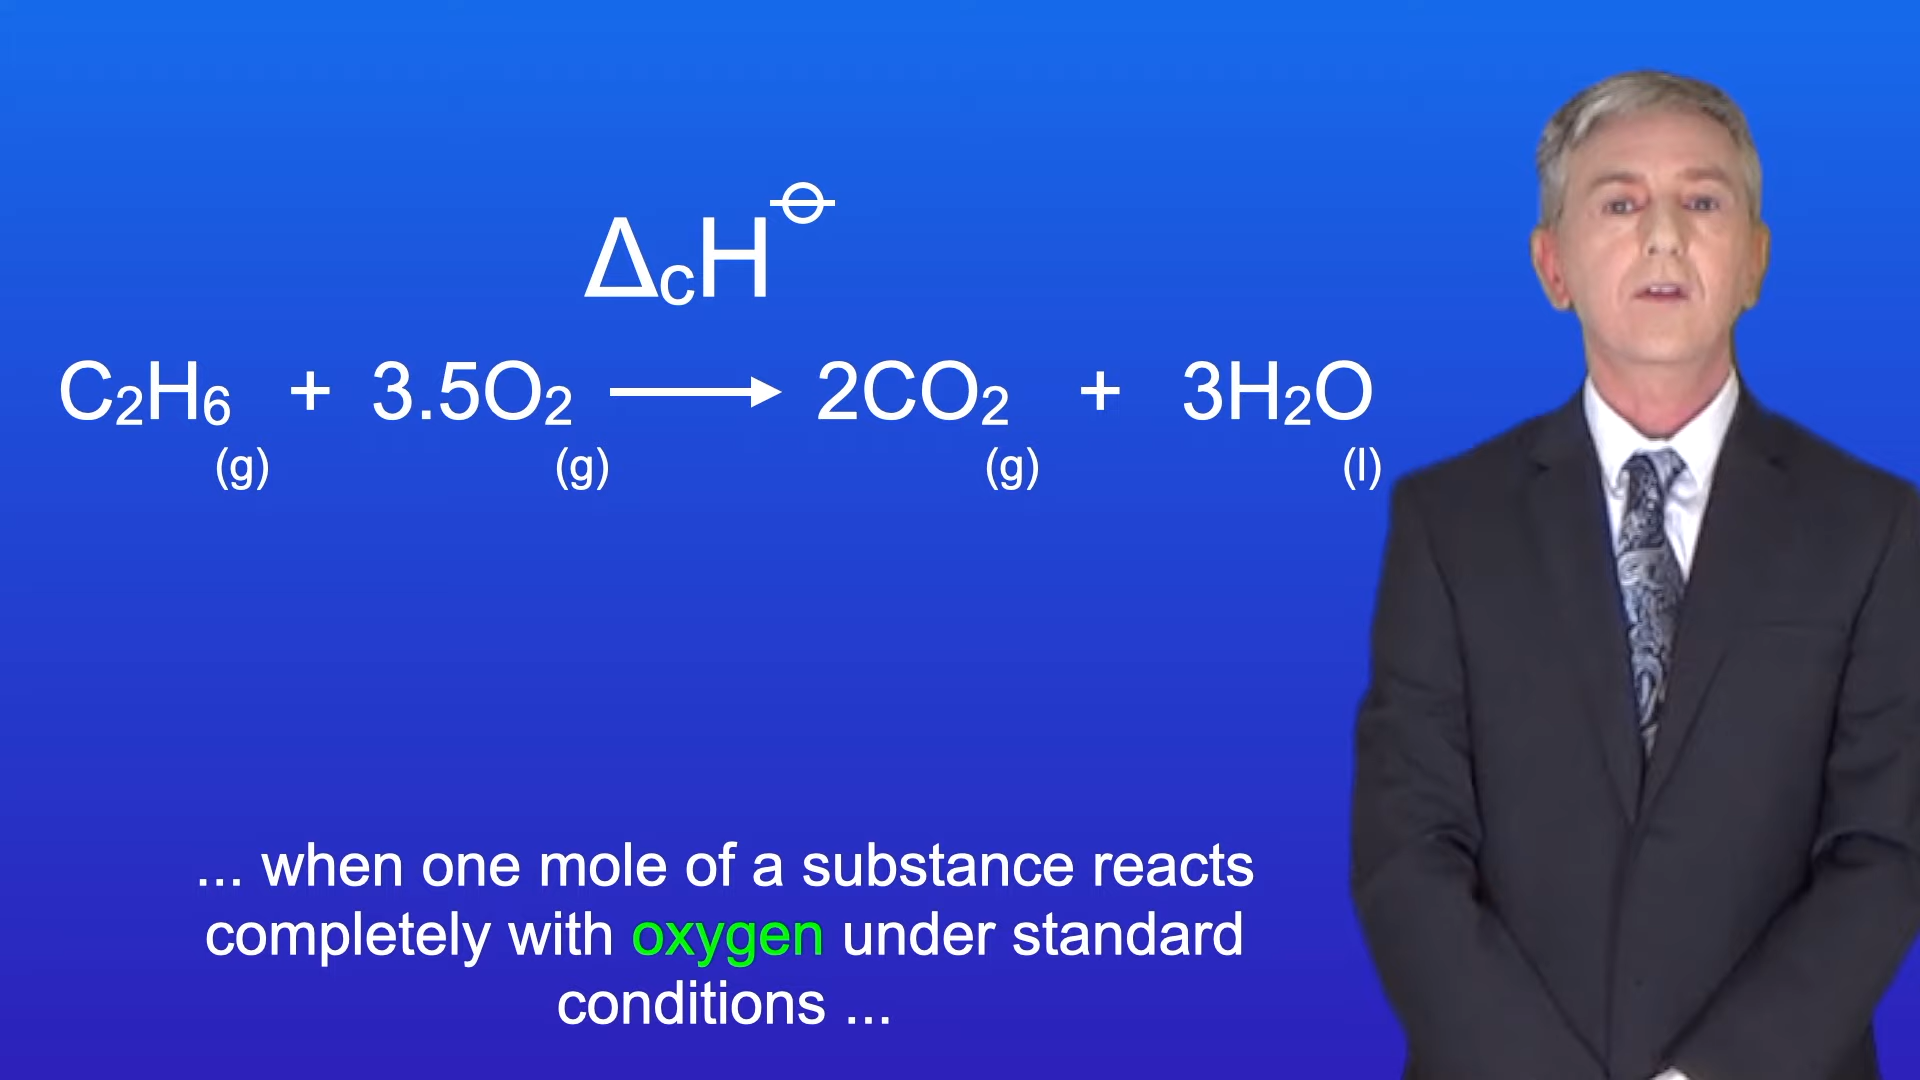 ΔcH⦵
C₂H₆ + 3.5O₂ ⟶ 2CO₂ + 3H₂O
(g) (g) (g) (l)
... when one mole of a substance reacts
completely with oxygen under standard
conditions ...